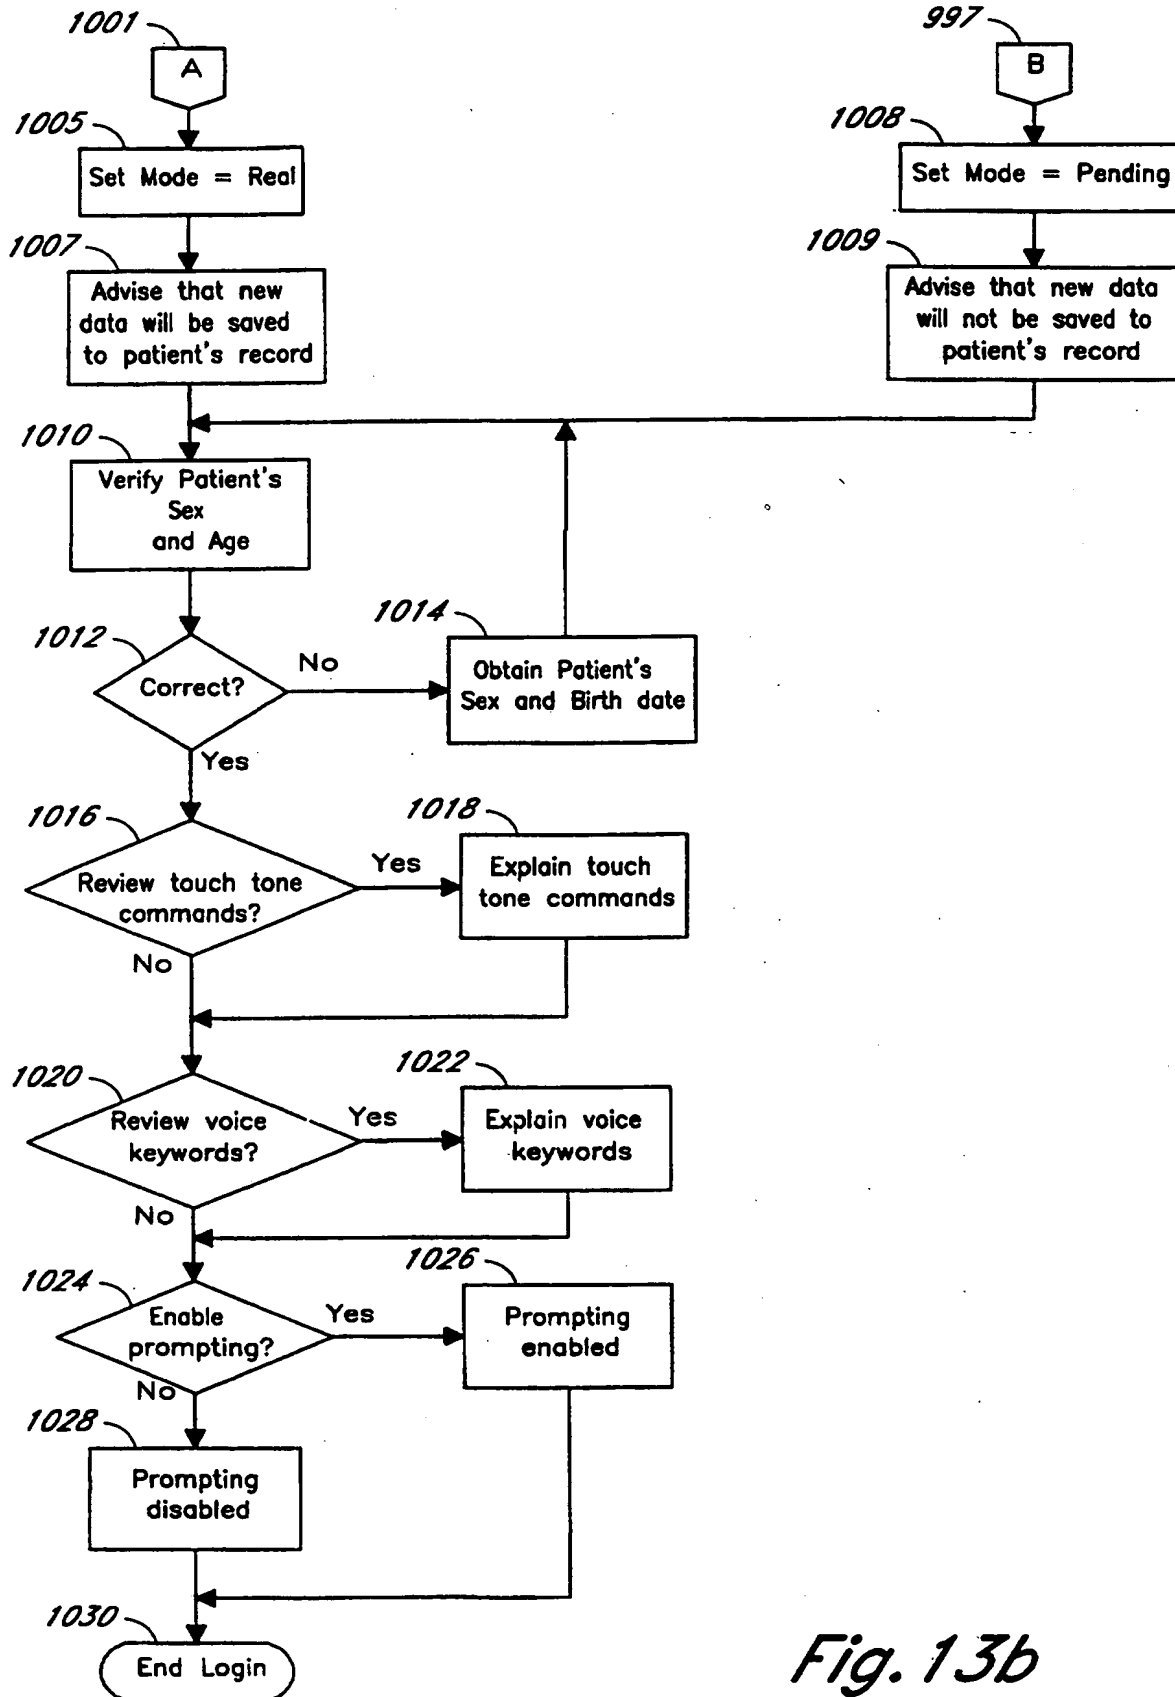 1001
A
997
B
1005
Set Mode = Real
1008
Set Mode = Pending
1007
Advise that new
data will be saved
to patient's record
1009
Advise that new data
will not be saved to
patient's record
1010
Verify Patient's
Sex
and Age
1012
Correct?
No
1014
Obtain Patient's
Sex and Birth date
Yes
1016
Review touch tone
commands?
Yes
1018
Explain touch
tone commands
No
1020
Review voice
keywords?
Yes
1022
Explain voice
keywords
No
1024
Enable
prompting?
Yes
1026
Prompting
enabled
No
1028
Prompting
disabled
1030
End Login
Fig. 13b